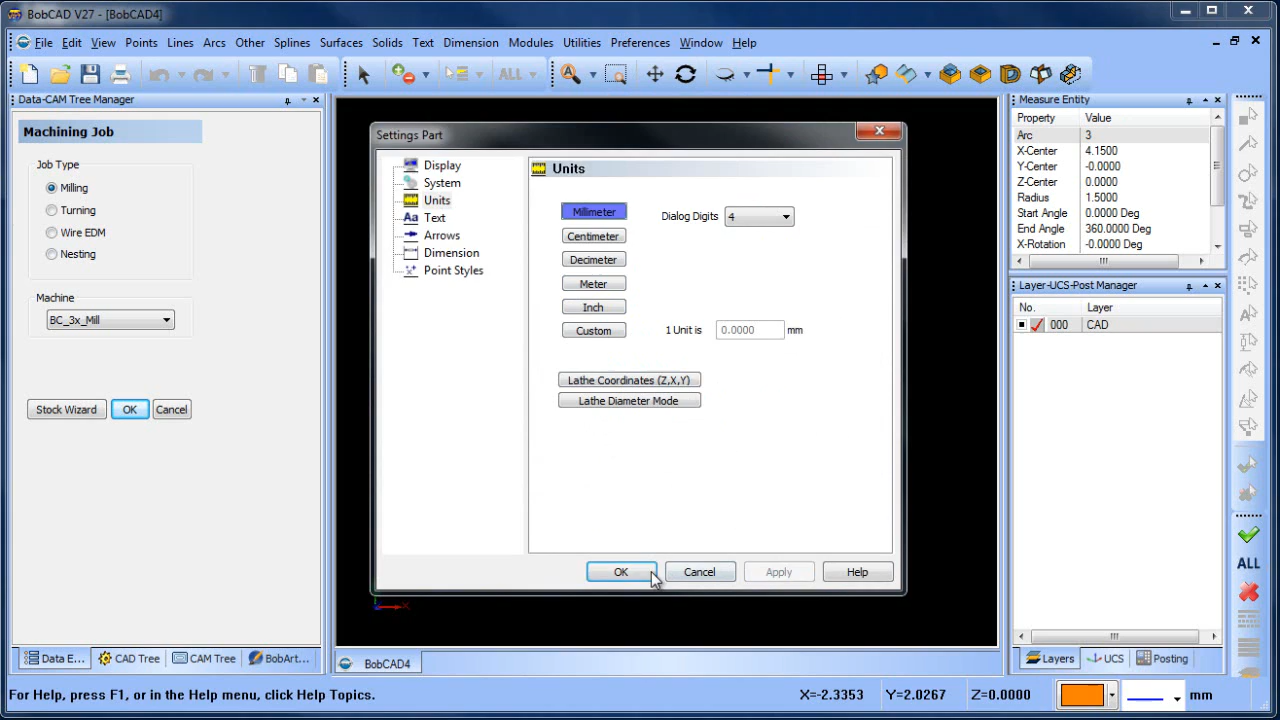 BobCAD V27 - [BobCAD4]
File Edit View Points Lines Arcs Other Splines Surfaces Solids Text Dimension Modules Utilities Preferences Window Help
ALL
Data-CAM Tree Manager
Machining Job
Job Type
Milling
Turning
Wire EDM
Nesting
Machine
BC_3x_Mill
Stock Wizard OK Cancel
Data E... CAD Tree CAM Tree BobArt...
Settings Part
Display
System
Units
Text
Arrows
Dimension
Point Styles
Units
Millimeter Dialog Digits 4
Centimeter
Decimeter
Meter
Inch
Custom 1 Unit is 0.0000 mm
Lathe Coordinates (Z,X,Y)
Lathe Diameter Mode
OK Cancel Apply Help
X
BobCAD4
Measure Entity
Property Value
Arc 3
X-Center 4.1500
Y-Center -0.0000
Z-Center 0.0000
Radius 1.5000
Start Angle 0.0000 Deg
End Angle 360.0000 Deg
X-Rotation -0.0000 Deg
Layer-UCS-Post Manager
No. Layer
000 CAD
Layers UCS Posting
ALL
For Help, press F1, or in the Help menu, click Help Topics. X=-2.3353 Y=2.0267 Z=0.0000 mm